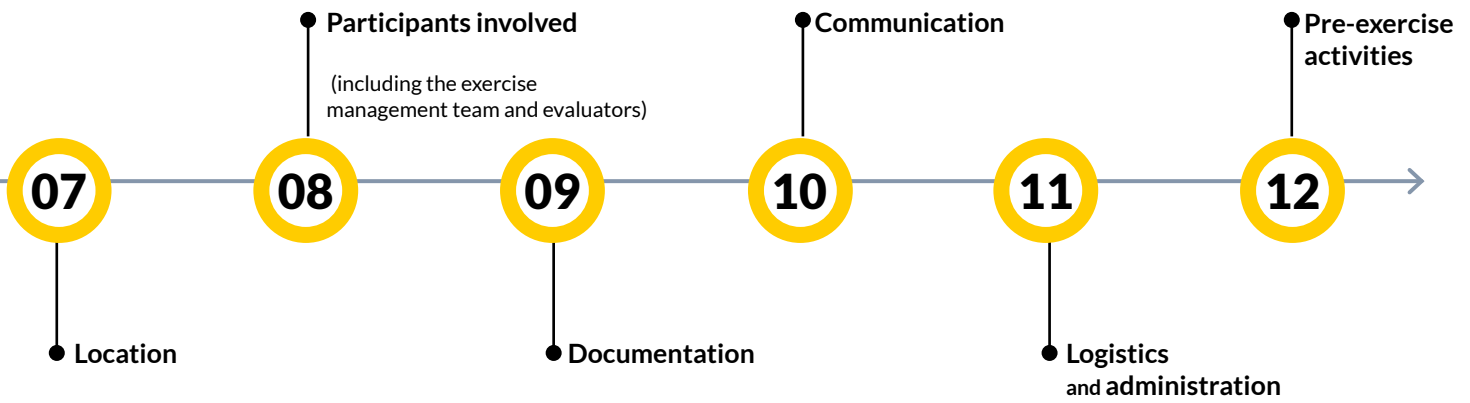 Participants involved
(including the exercise
management team and evaluators)
Communication
Pre-exercise
activities
07
08
09
10
11
12
Location
Documentation
Logistics
and administration